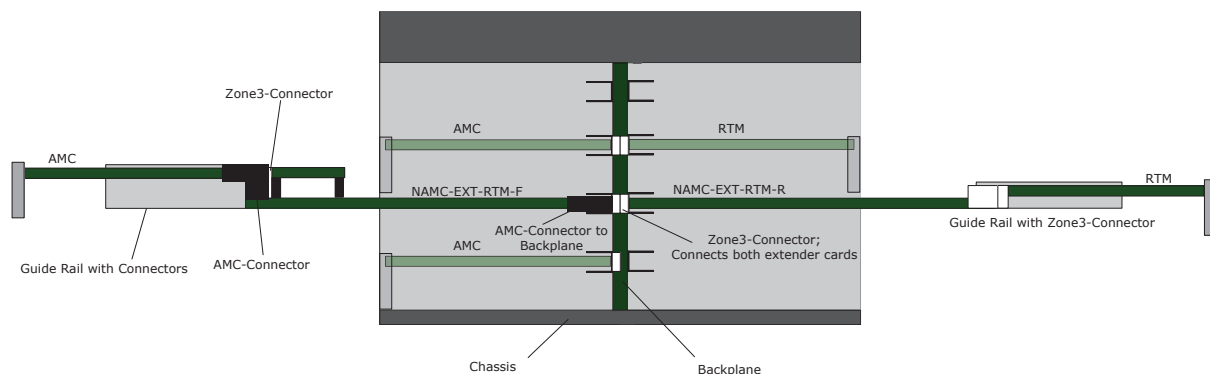 Zone3-Connector
AMC
AMC
RTM
NAMC-EXT-RTM-F
NAMC-EXT-RTM-R
RTM
AMC-Connector to
Backplane
AMC
Zone3-Connector;
Connects both extender cards
Guide Rail with Zone3-Connector
Guide Rail with Connectors
AMC-Connector
Chassis
Backplane